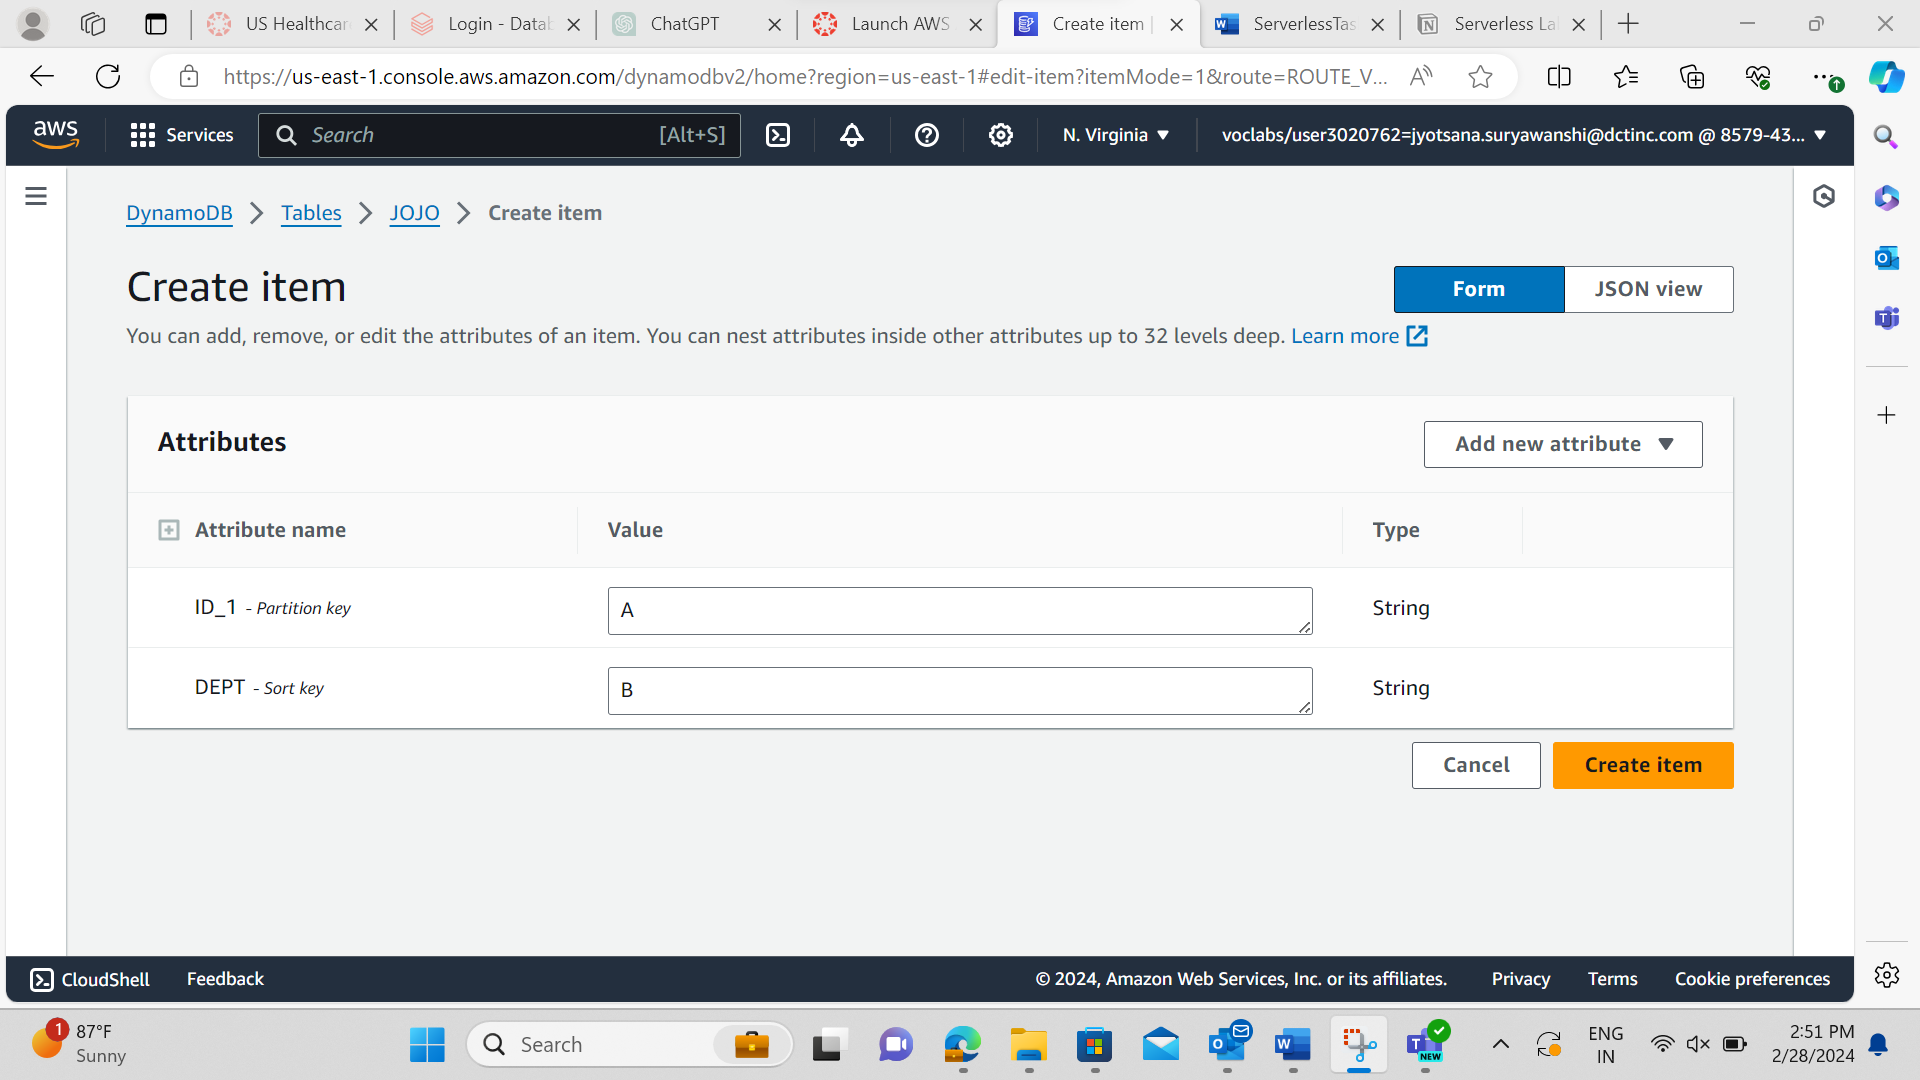 US Healthcar
Login - Datab
ChatGPT
Launch AWS
Create item |
ServerlessTas
Serverless La
https://us-east-1.console.aws.amazon.com/dynamodbv2/home?region=us-east-1#edit-item?itemMode=1&route=ROUTE_V...
aws
Services
Search
[Alt+S]
N. Virginia
voclabs/user3020762=jyotsana.suryawanshi@dctinc.com @ 8579-43...
DynamoDB
Tables
JOJO
Create item
Create item
Form
JSON view
You can add, remove, or edit the attributes of an item. You can nest attributes inside other attributes up to 32 levels deep. Learn more
Attributes
Add new attribute
Attribute name
Value
Type
ID_1 - Partition key
A
String
DEPT - Sort key
B
String
Cancel
Create item
CloudShell
Feedback
© 2024, Amazon Web Services, Inc. or its affiliates.
Privacy
Terms
Cookie preferences
1
87°F
Sunny
Search
NEW
ENG
IN
2:51 PM
2/28/2024